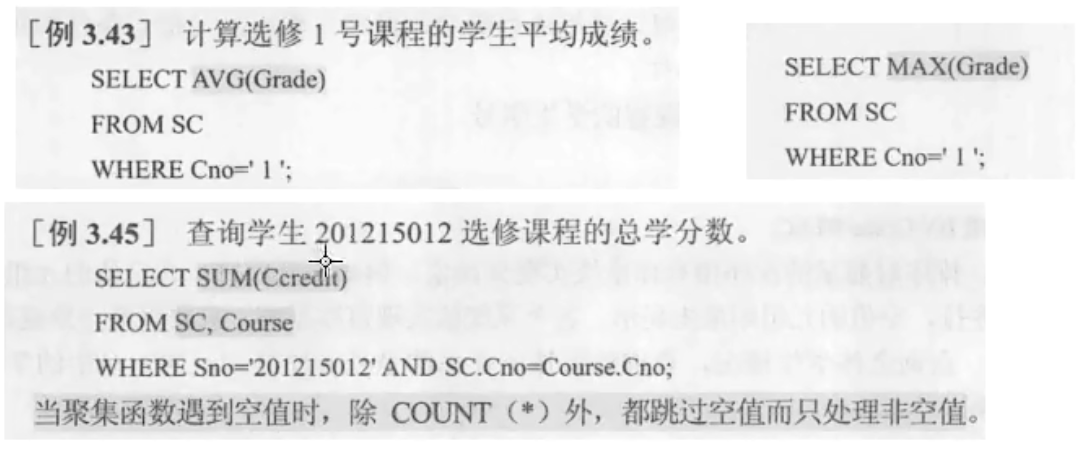 [例 3.43] 计算选修 1 号课程的学生平均成绩。
SELECT AVG(Grade)
FROM SC
WHERE Cno=' 1 ';
SELECT MAX(Grade)
FROM SC
WHERE Cno=' 1 ';
[例 3.45] 查询学生 201215012 选修课程的总学分数。
SELECT SUM(Ccredit)
FROM SC,Course
WHERE Sno='201215012' AND SC.Cno=Course.Cno;
当聚集函数遇到空值时，除 COUNT（*）外，都跳过空值而只处理非空值。